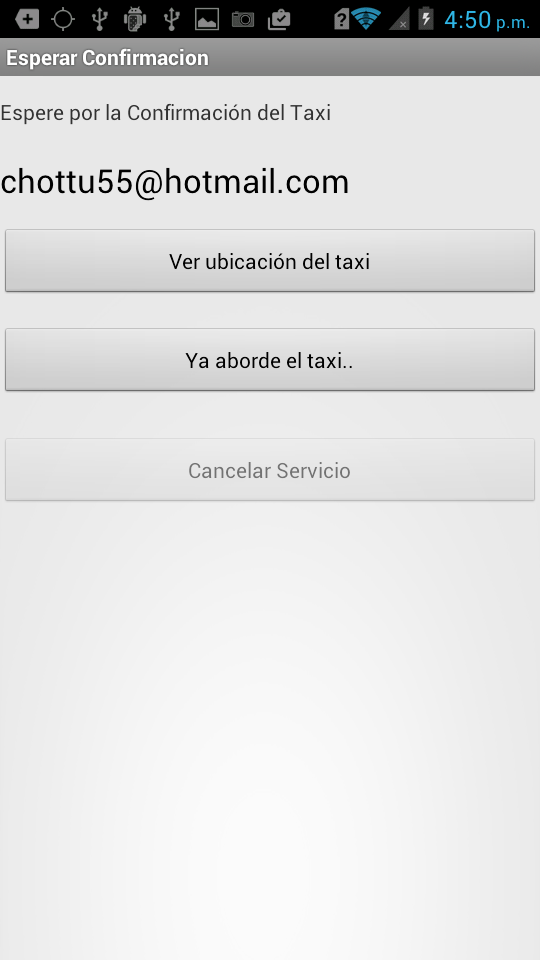 4:50 p.m.
Esperar Confirmacion
Espere por la Confirmación del Taxi
chottu55@hotmail.com
Ver ubicación del taxi
Ya aborde el taxi..
Cancelar Servicio